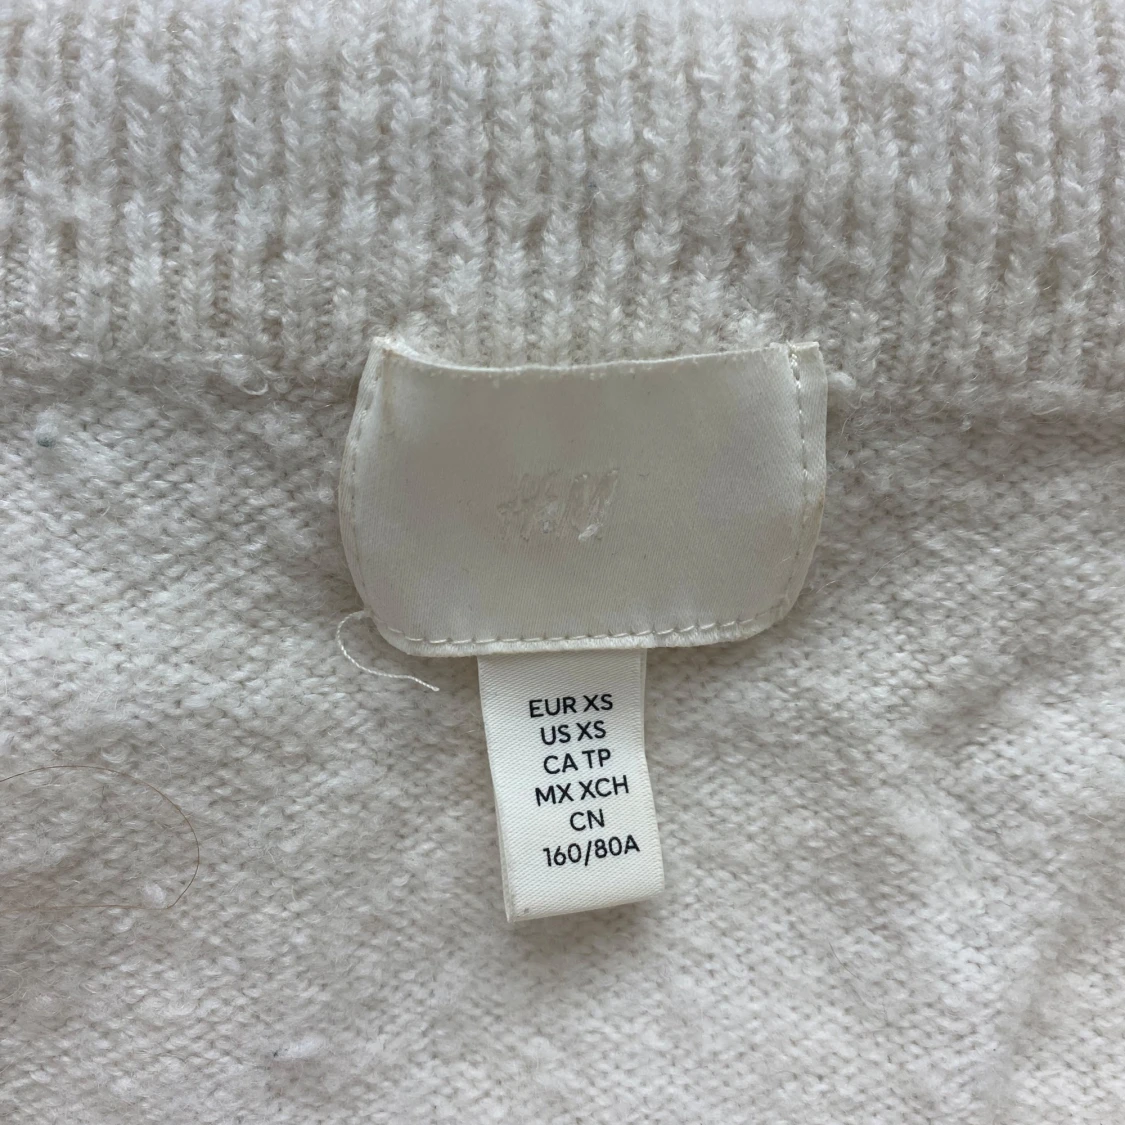 H&M
EUR XS
US XS
CA TP
MX XCH
CN
160/80A